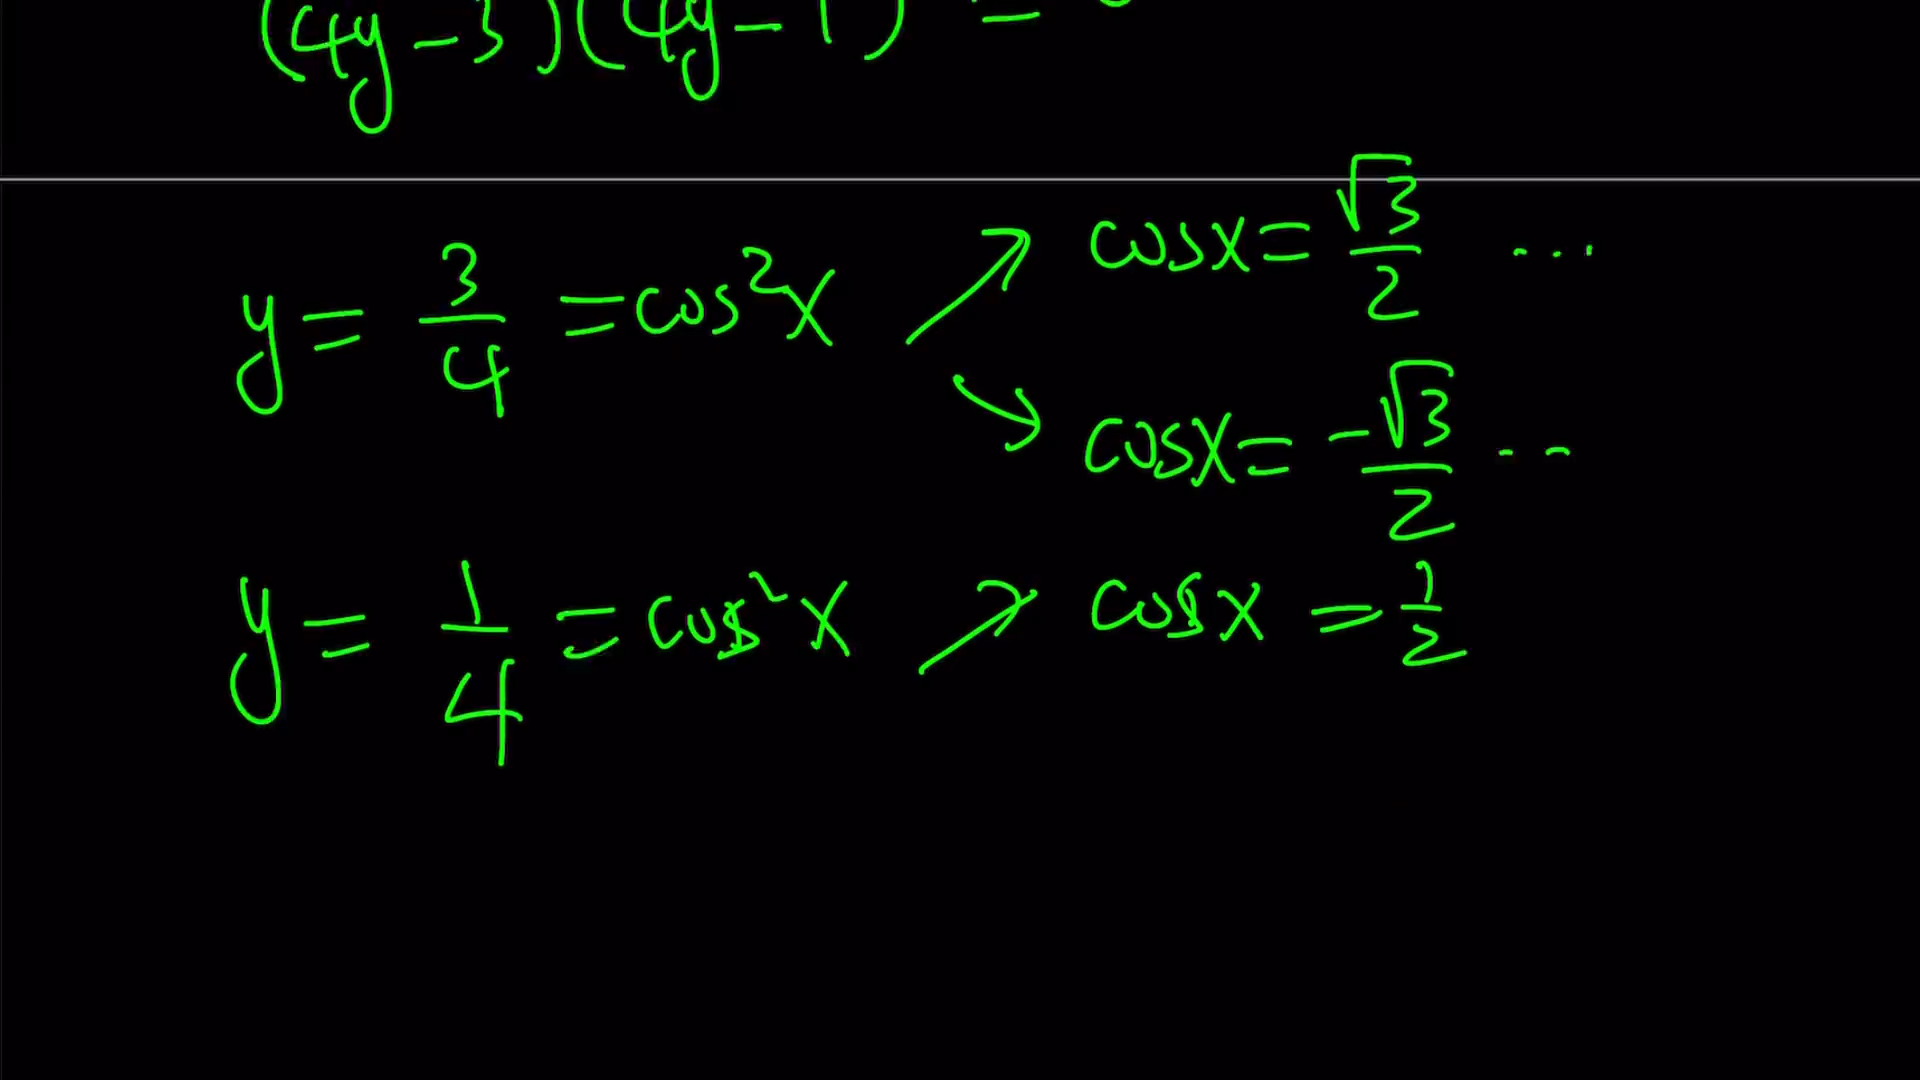 (4y-3)(4y-1)=0
y = 3/4 = cos²x ↗ cosx = √3/2 ...
↘ cosx = -√3/2 ..
y = 1/4 = cos²x ↗ cosx = 1/2